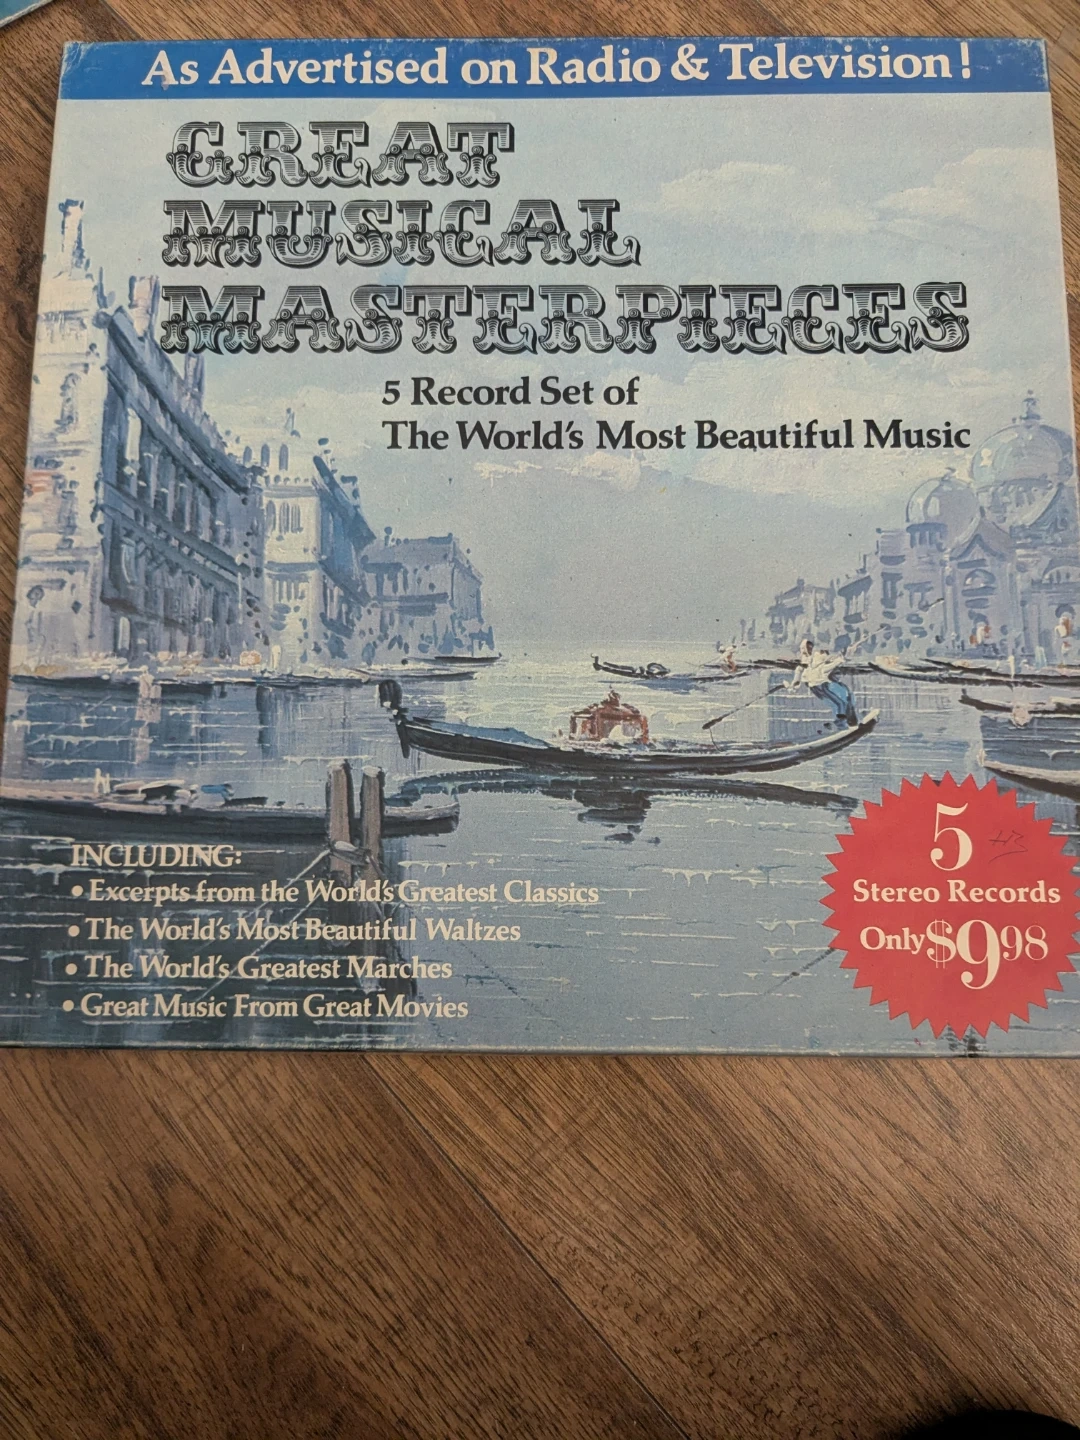 As Advertised on Radio & Television!
GREAT
MUSICAL
MASTERPIECES
5 Record Set of
The World's Most Beautiful Music
INCLUDING:
• Excerpts from the World's Greatest Classics
• The World's Most Beautiful Waltzes
• The World's Greatest Marches
• Great Music From Great Movies
5
Stereo Records
Only $9.98